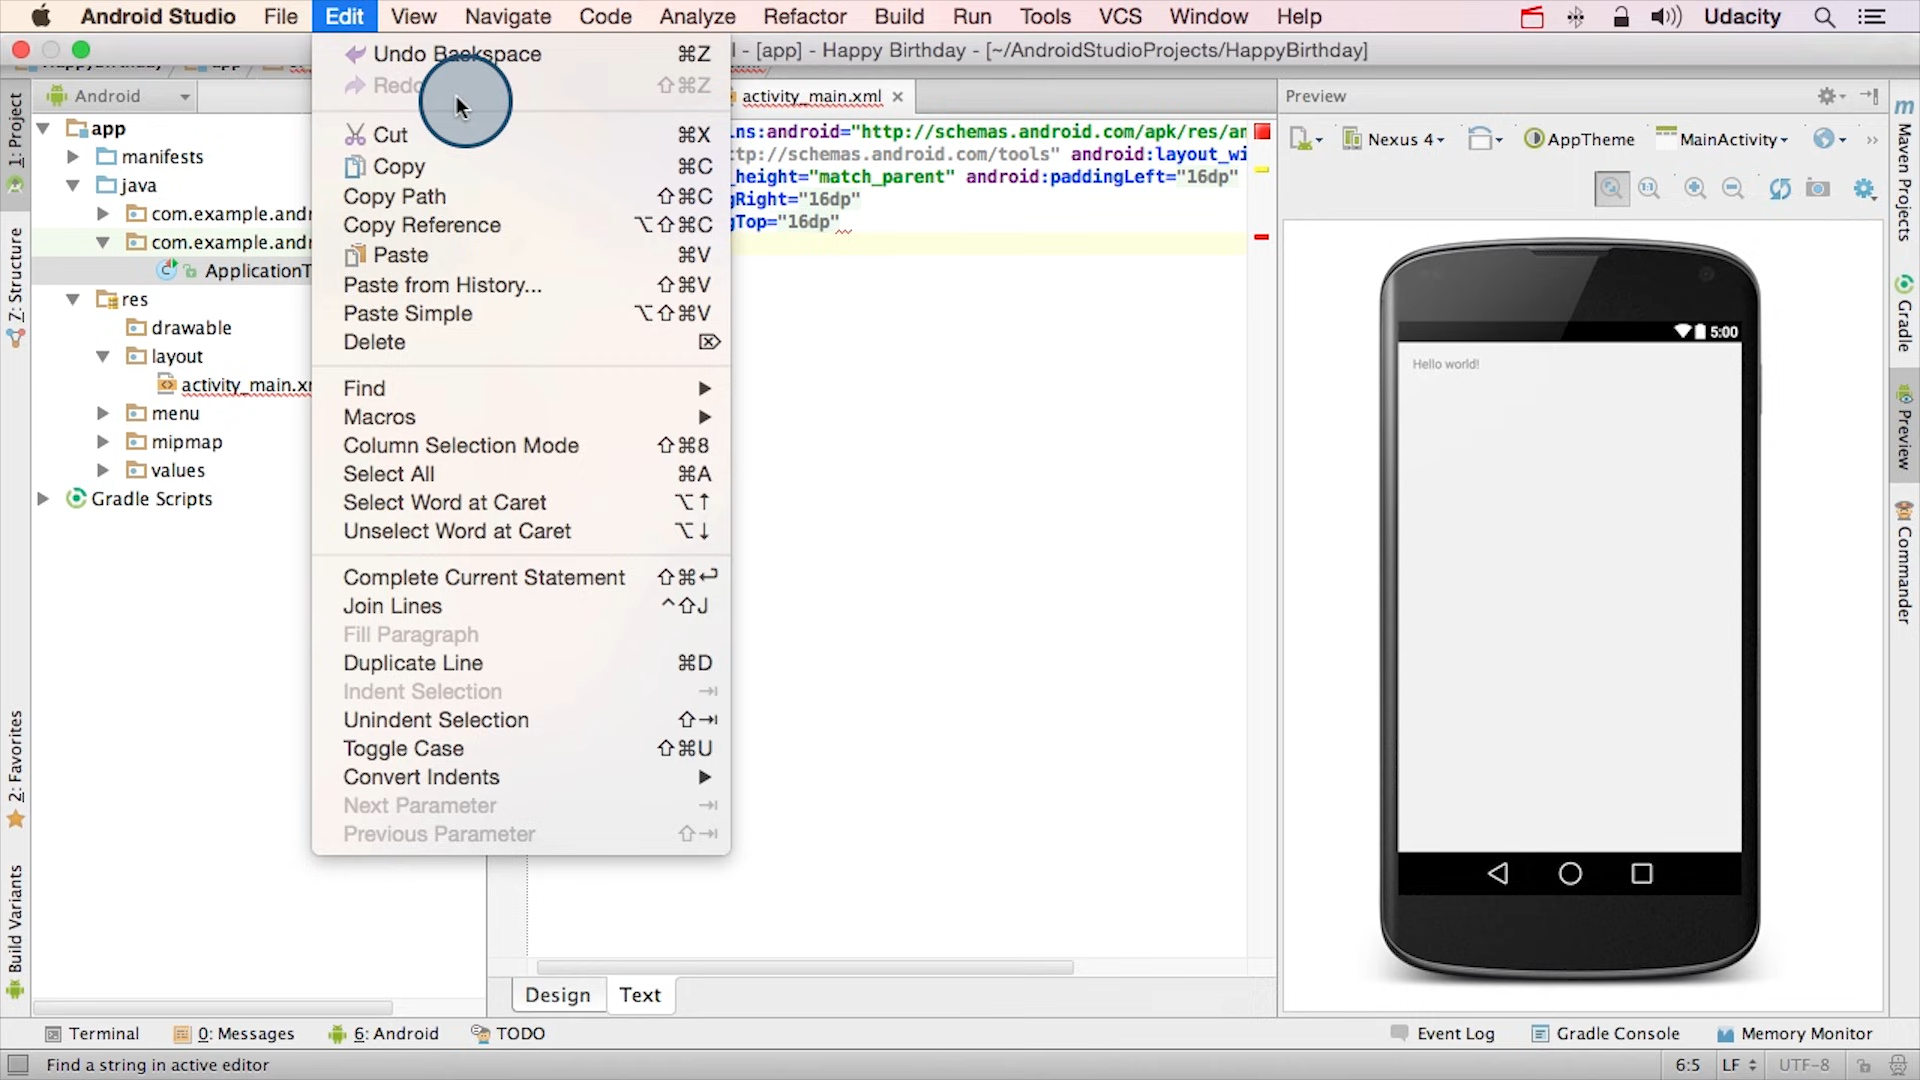 Android Studio File Edit View Navigate Code Analyze Refactor Build Run Tools VCS Window Help Udacity
- [app] - Happy Birthday - [~/AndroidStudioProjects/HappyBirthday]
Undo Backspace ⌘Z
Redo ⇧⌘Z
Cut ⌘X
Copy ⌘C
Copy Path ⇧⌘C
Copy Reference ⌥⇧⌘C
Paste ⌘V
Paste from History... ⇧⌘V
Paste Simple ⌥⇧⌘V
Delete ⌦
Find ▶
Macros ▶
Column Selection Mode ⇧⌘8
Select All ⌘A
Select Word at Caret ⌥↑
Unselect Word at Caret ⌥↓
Complete Current Statement ⇧⌘↩
Join Lines ^⇧J
Fill Paragraph
Duplicate Line ⌘D
Indent Selection ⇥
Unindent Selection ⇧⇥
Toggle Case ⇧⌘U
Convert Indents ▶
Next Parameter ⇥
Previous Parameter ⇧⇥
1: Project
Z: Structure
2: Favorites
Build Variants
Android
app
manifests
java
com.example.andr
com.example.andr
ApplicationT
res
drawable
layout
activity_main.xm
menu
mipmap
values
Gradle Scripts
activity_main.xml
ns:android="http://schemas.android.com/apk/res/an
tp://schemas.android.com/tools" android:layout_wi
_height="match_parent" android:paddingLeft="16dp"
gRight="16dp"
gTop="16dp"
Design Text
Preview
Nexus 4 AppTheme MainActivity
1:1
5:00
Hello world!
m
Maven Projects
Gradle
Preview
Commander
Terminal 0: Messages 6: Android TODO Event Log Gradle Console Memory Monitor
Find a string in active editor 6:5 LF UTF-8